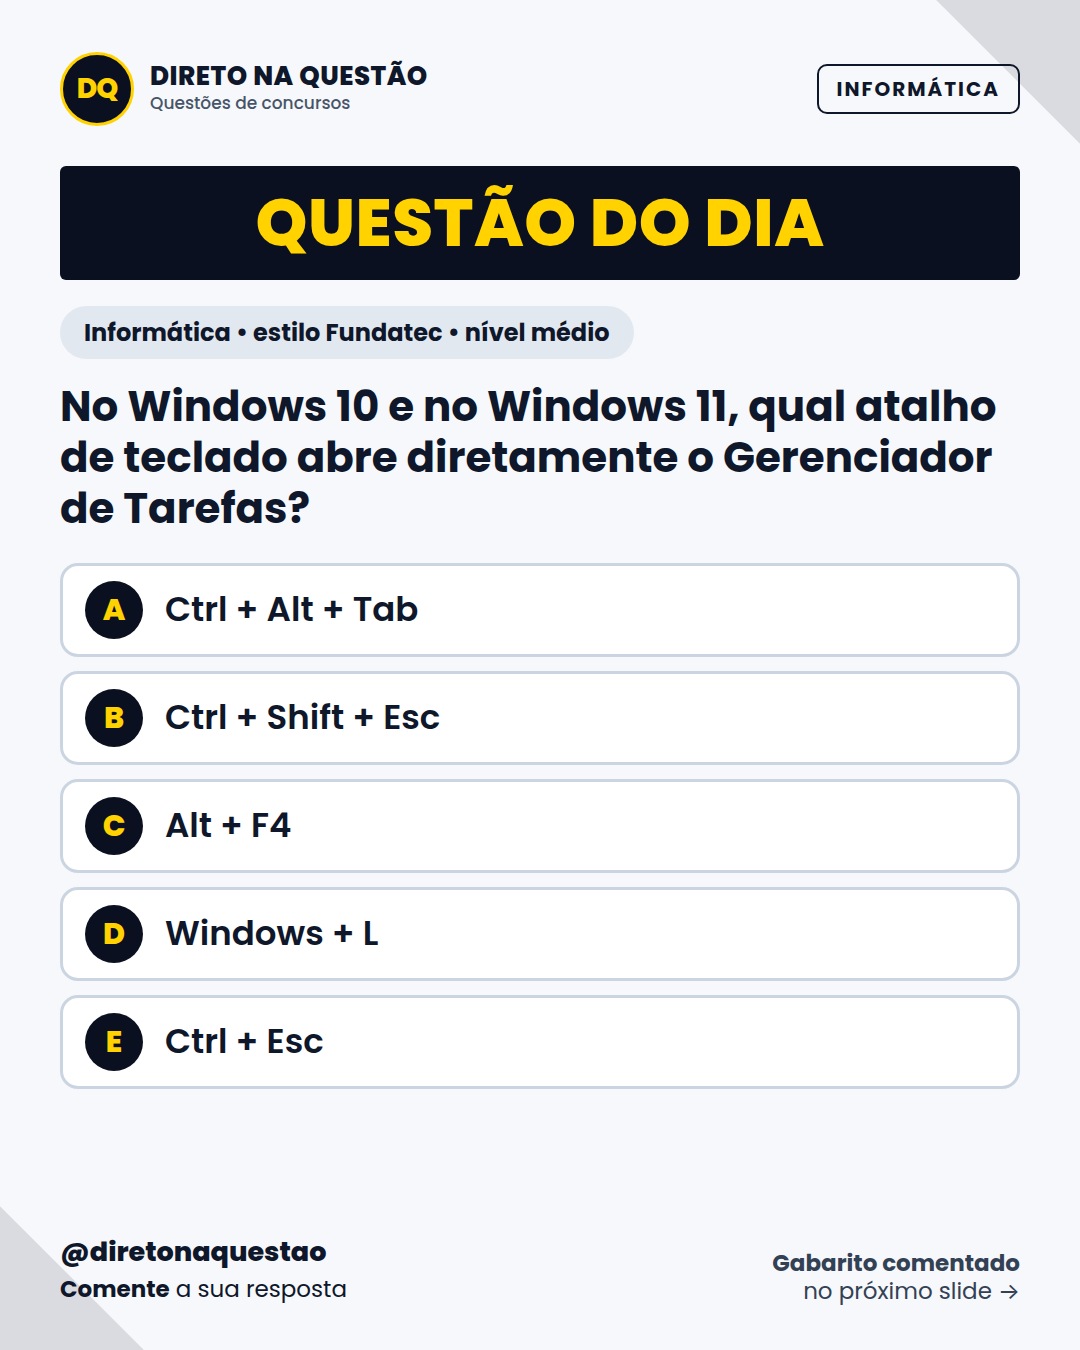 DQ
DIRETO NA QUESTÃO
Questões de concursos
INFORMÁTICA
QUESTÃO DO DIA
Informática • estilo Fundatec • nível médio
No Windows 10 e no Windows 11, qual atalho
de teclado abre diretamente o Gerenciador
de Tarefas?
A Ctrl + Alt + Tab
B Ctrl + Shift + Esc
C Alt + F4
D Windows + L
E Ctrl + Esc
@diretonaquestao
Comente a sua resposta
Gabarito comentado
no próximo slide →